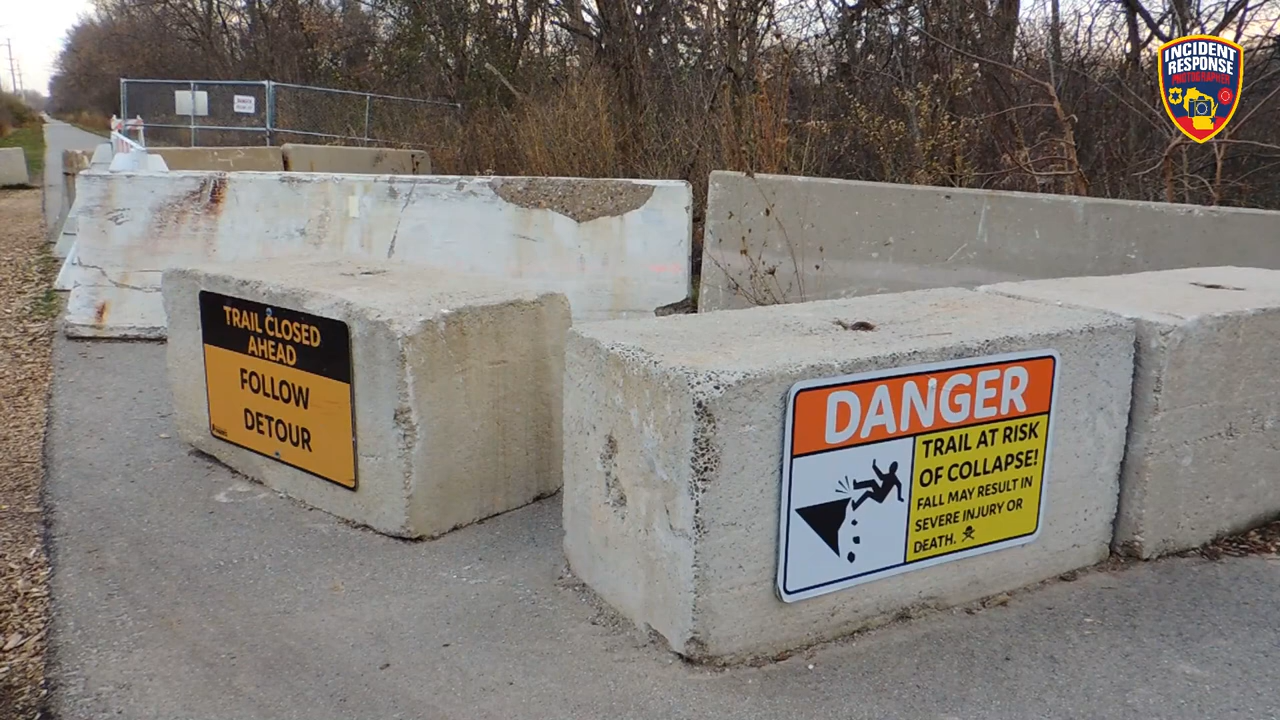 INCIDENT
RESPONSE
PHOTOGRAPHER
TRAIL CLOSED
AHEAD
FOLLOW
DETOUR
DANGER
TRAIL AT RISK
OF COLLAPSE!
FALL MAY RESULT IN
SEVERE INJURY OR
DEATH.